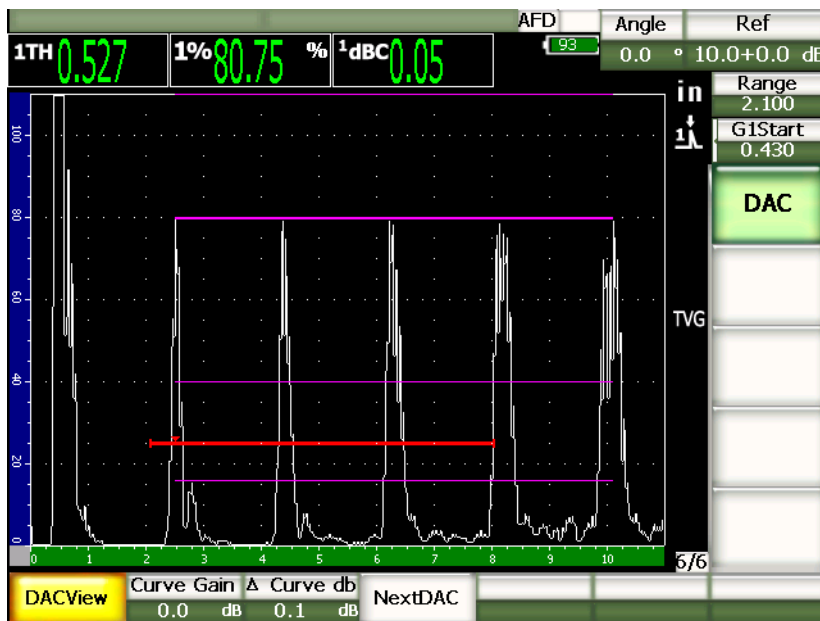 AFD
Angle
Ref
93
0.0 °
10.0+0.0 dB
1TH 0.527
1% 80.75 %
1dBC 0.05
in
Range
2.100
G1Start
0.430
1
DAC
TVG
100
80
60
40
20
0
0 1 2 3 4 5 6 7 8 9 10
6/6
DACView
Curve Gain
0.0 dB
Δ Curve db
0.1 dB
NextDAC